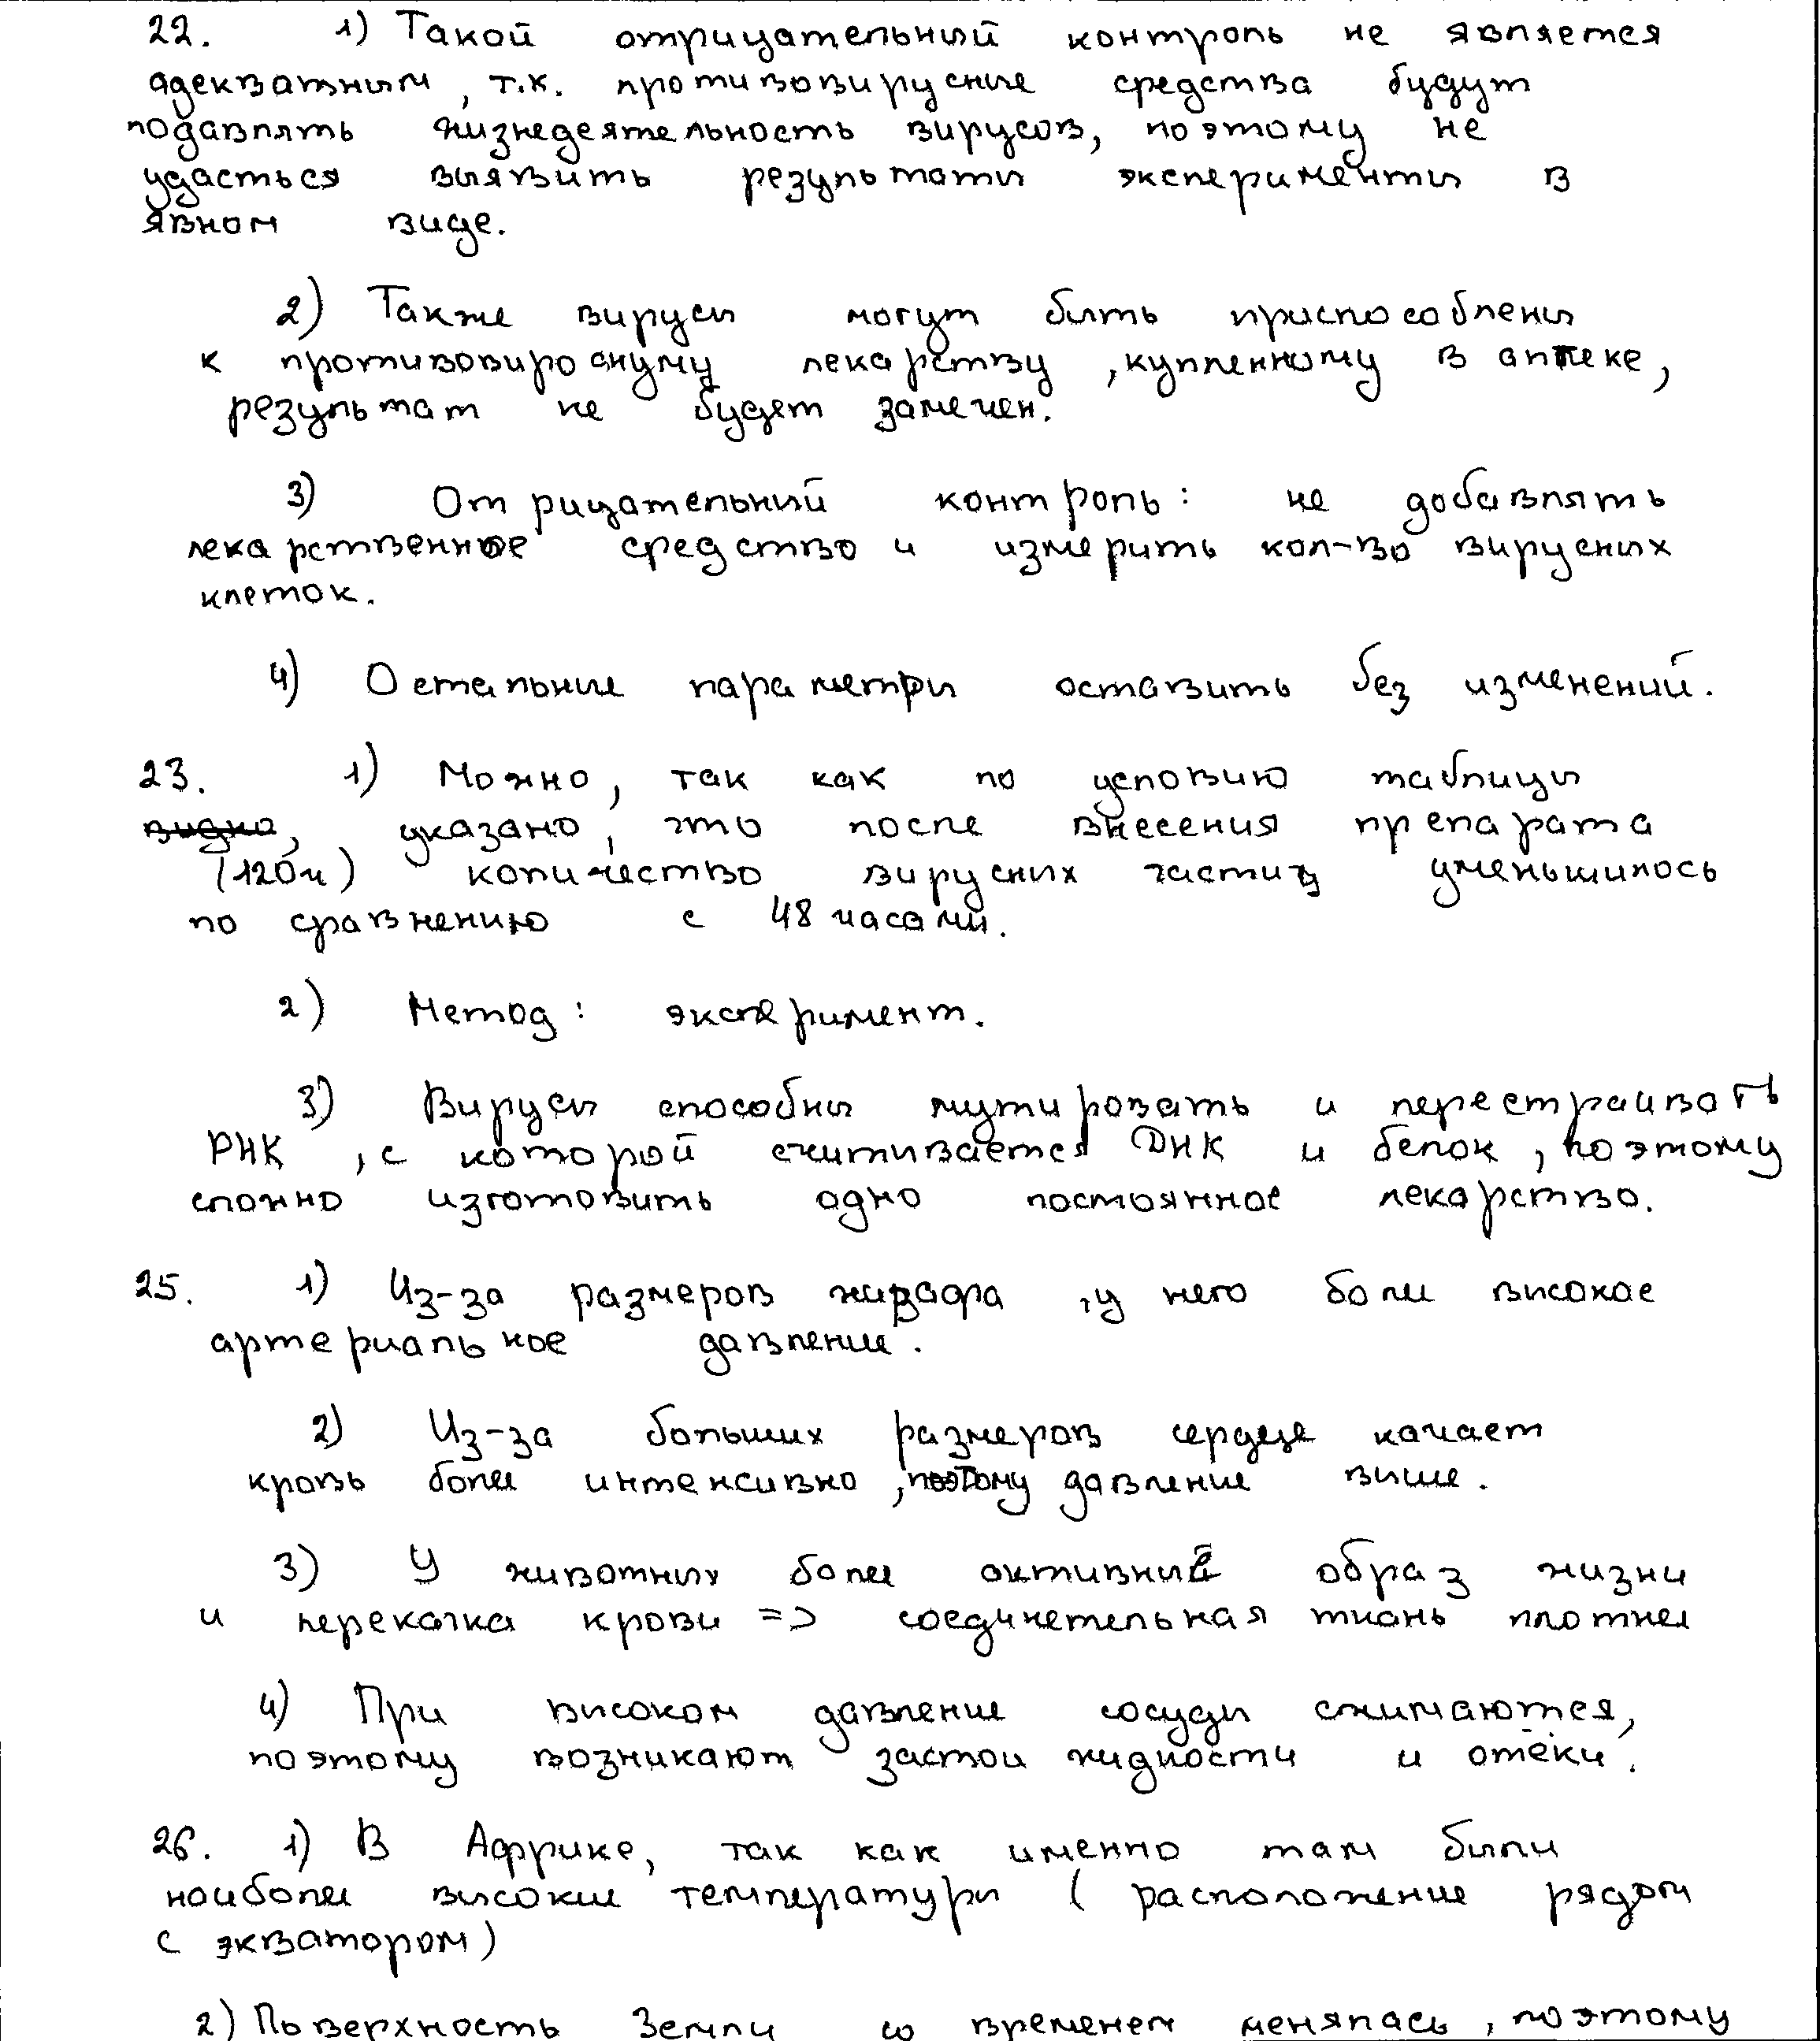 22. 1) Такой отрицательный контроль не является
адекватным, т.к. противовирусные средства будут
подавлять жизнедеятельность вирусов, поэтому не
удасться выявить результаты эксперименты в
явном виде.
2) Также вирусы могут быть приспособлены
к противовиросному лекарству, купленному в аптеке,
результат не будет замечен.
3) Отрицательный контроль: не добавлять
лекарственное средство и измерить кол-во вирусных
клеток.
4) Остальные параметры оставить без изменений.
23. 1) Можно, так как по условию таблицы
видно, указано, что после внесения препарата
(120ч) количество вирусных частиц уменьшилось
по сравнению с 48 часами.
2) Метод: эксперимент.
3) Вирусы способны мутировать и перестраивать
РНК, с которой считивается ДНК и белок, поэтому
сложно изготовить одно постоянное лекарство.
25. 1) Из-за размеров жирафа, у него более высокое
артериальное давление.
2) Из-за больших размеров сердце качает
кровь более интенсивно, поэтому давление выше.
3) У животных более активный образ жизни
и перекачка крови => соединетельная ткань плотнее
4) При высоком давление сосуды сжимаются,
поэтому возникают застои жидкости и отёки.
26. 1) В Африке, так как именно там были
наиболее высокие температуры (расположение рядом
с экватором)
2) Поверхность Земли со временем менялась, поэтому